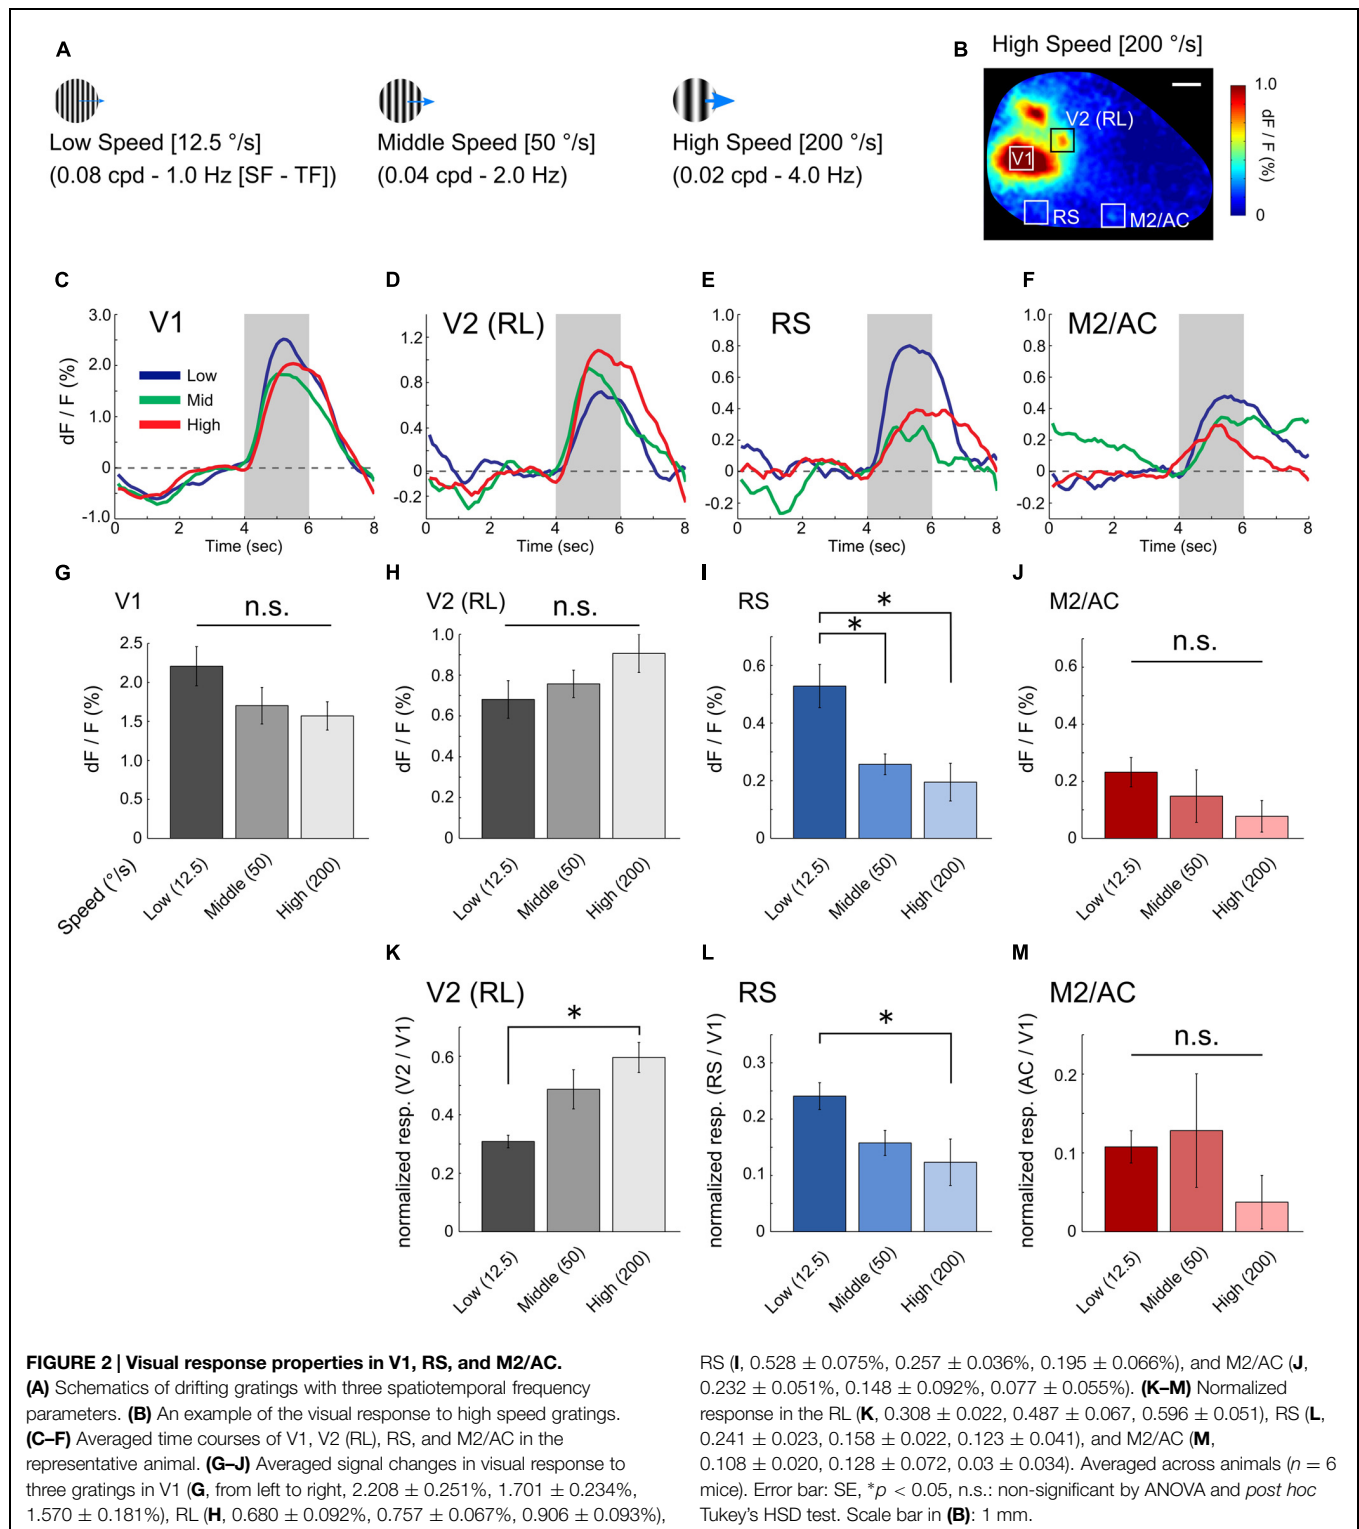 A
Low Speed [12.5 °/s]
(0.08 cpd - 1.0 Hz [SF - TF])
Middle Speed [50 °/s]
(0.04 cpd - 2.0 Hz)
High Speed [200 °/s]
(0.02 cpd - 4.0 Hz)
B
High Speed [200 °/s]
V2 (RL)
V1
RS
M2/AC
1.0
dF / F (%)
0
C
V1
3.0
2.0
1.0
0
-1.0
dF / F (%)
Low
Mid
High
0 2 4 6 8
Time (sec)
D
V2 (RL)
1.2
0.8
0.4
0
-0.2
0 2 4 6 8
Time (sec)
E
RS
1.0
0.8
0.6
0.4
0.2
0
-0.2
0 2 4 6 8
Time (sec)
F
M2/AC
1.0
0.8
0.6
0.4
0.2
0
-0.2
0 2 4 6 8
Time (sec)
G
V1
n.s.
2.5
2.0
1.5
1.0
0.5
0
dF / F (%)
Speed (°/s)
Low (12.5)
Middle (50)
High (200)
H
V2 (RL)
n.s.
1.0
0.8
0.6
0.4
0.2
0
dF / F (%)
Low (12.5)
Middle (50)
High (200)
I
RS
*
*
0.6
0.4
0.2
0
dF / F (%)
Low (12.5)
Middle (50)
High (200)
J
M2/AC
n.s.
0.6
0.4
0.2
0
dF / F (%)
Low (12.5)
Middle (50)
High (200)
K
V2 (RL)
*
0.6
0.4
0.2
0
normalized resp. (V2 / V1)
Low (12.5)
Middle (50)
High (200)
L
RS
*
0.3
0.2
0.1
0
normalized resp. (RS / V1)
Low (12.5)
Middle (50)
High (200)
M
M2/AC
n.s.
0.2
0.1
0
normalized resp. (AC / V1)
Low (12.5)
Middle (50)
High (200)
FIGURE 2 | Visual response properties in V1, RS, and M2/AC.
(A) Schematics of drifting gratings with three spatiotemporal frequency
parameters. (B) An example of the visual response to high speed gratings.
(C–F) Averaged time courses of V1, V2 (RL), RS, and M2/AC in the
representative animal. (G–J) Averaged signal changes in visual response to
three gratings in V1 (G, from left to right, 2.208 ± 0.251%, 1.701 ± 0.234%,
1.570 ± 0.181%), RL (H, 0.680 ± 0.092%, 0.757 ± 0.067%, 0.906 ± 0.093%),
RS (I, 0.528 ± 0.075%, 0.257 ± 0.036%, 0.195 ± 0.066%), and M2/AC (J,
0.232 ± 0.051%, 0.148 ± 0.092%, 0.077 ± 0.055%). (K–M) Normalized
response in the RL (K, 0.308 ± 0.022, 0.487 ± 0.067, 0.596 ± 0.051), RS (L,
0.241 ± 0.023, 0.158 ± 0.022, 0.123 ± 0.041), and M2/AC (M,
0.108 ± 0.020, 0.128 ± 0.072, 0.03 ± 0.034). Averaged across animals (n = 6
mice). Error bar: SE, *p < 0.05, n.s.: non-significant by ANOVA and post hoc
Tukey's HSD test. Scale bar in (B): 1 mm.